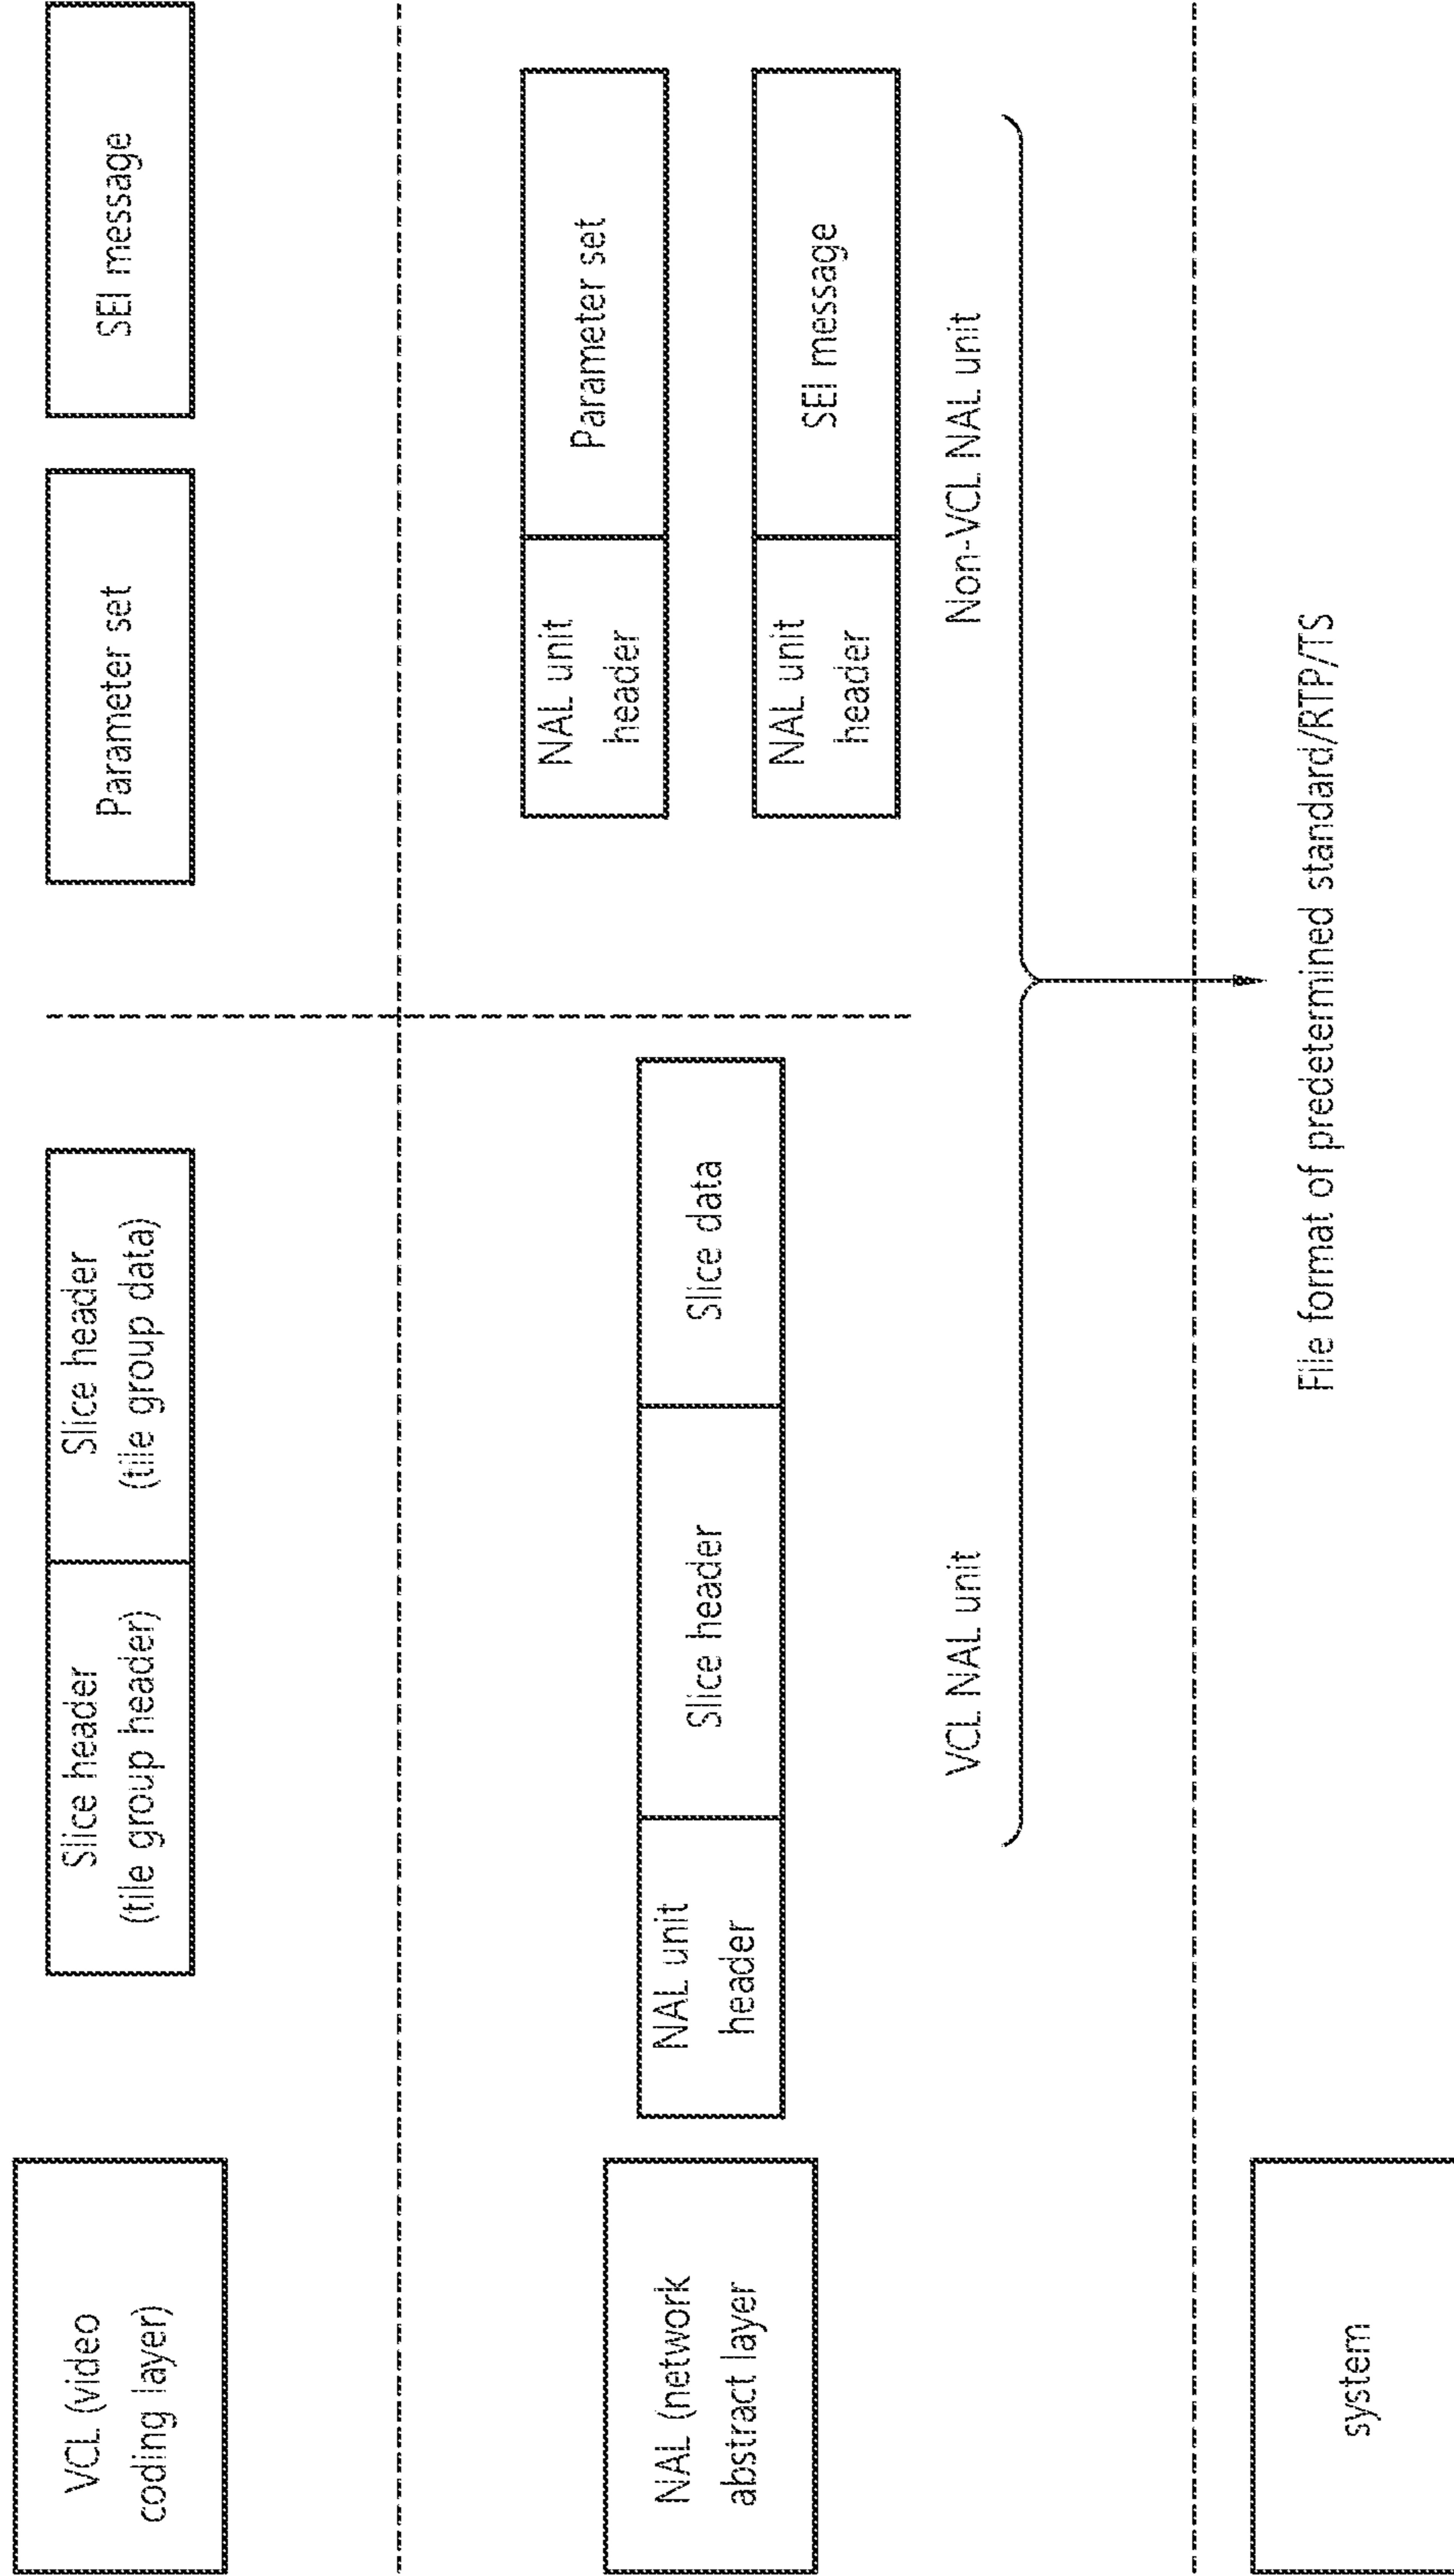 VCL (video
coding layer)
Slice header
(tile group header)
Slice header
(tile group data)
Parameter set
SEI message
NAL (network
abstract layer
NAL unit
header
Slice header
Slice data
NAL unit
header
Parameter set
NAL unit
header
SEI message
VCL NAL unit
Non-VCL NAL unit
system
File format of predetermined standard/RTP/TS